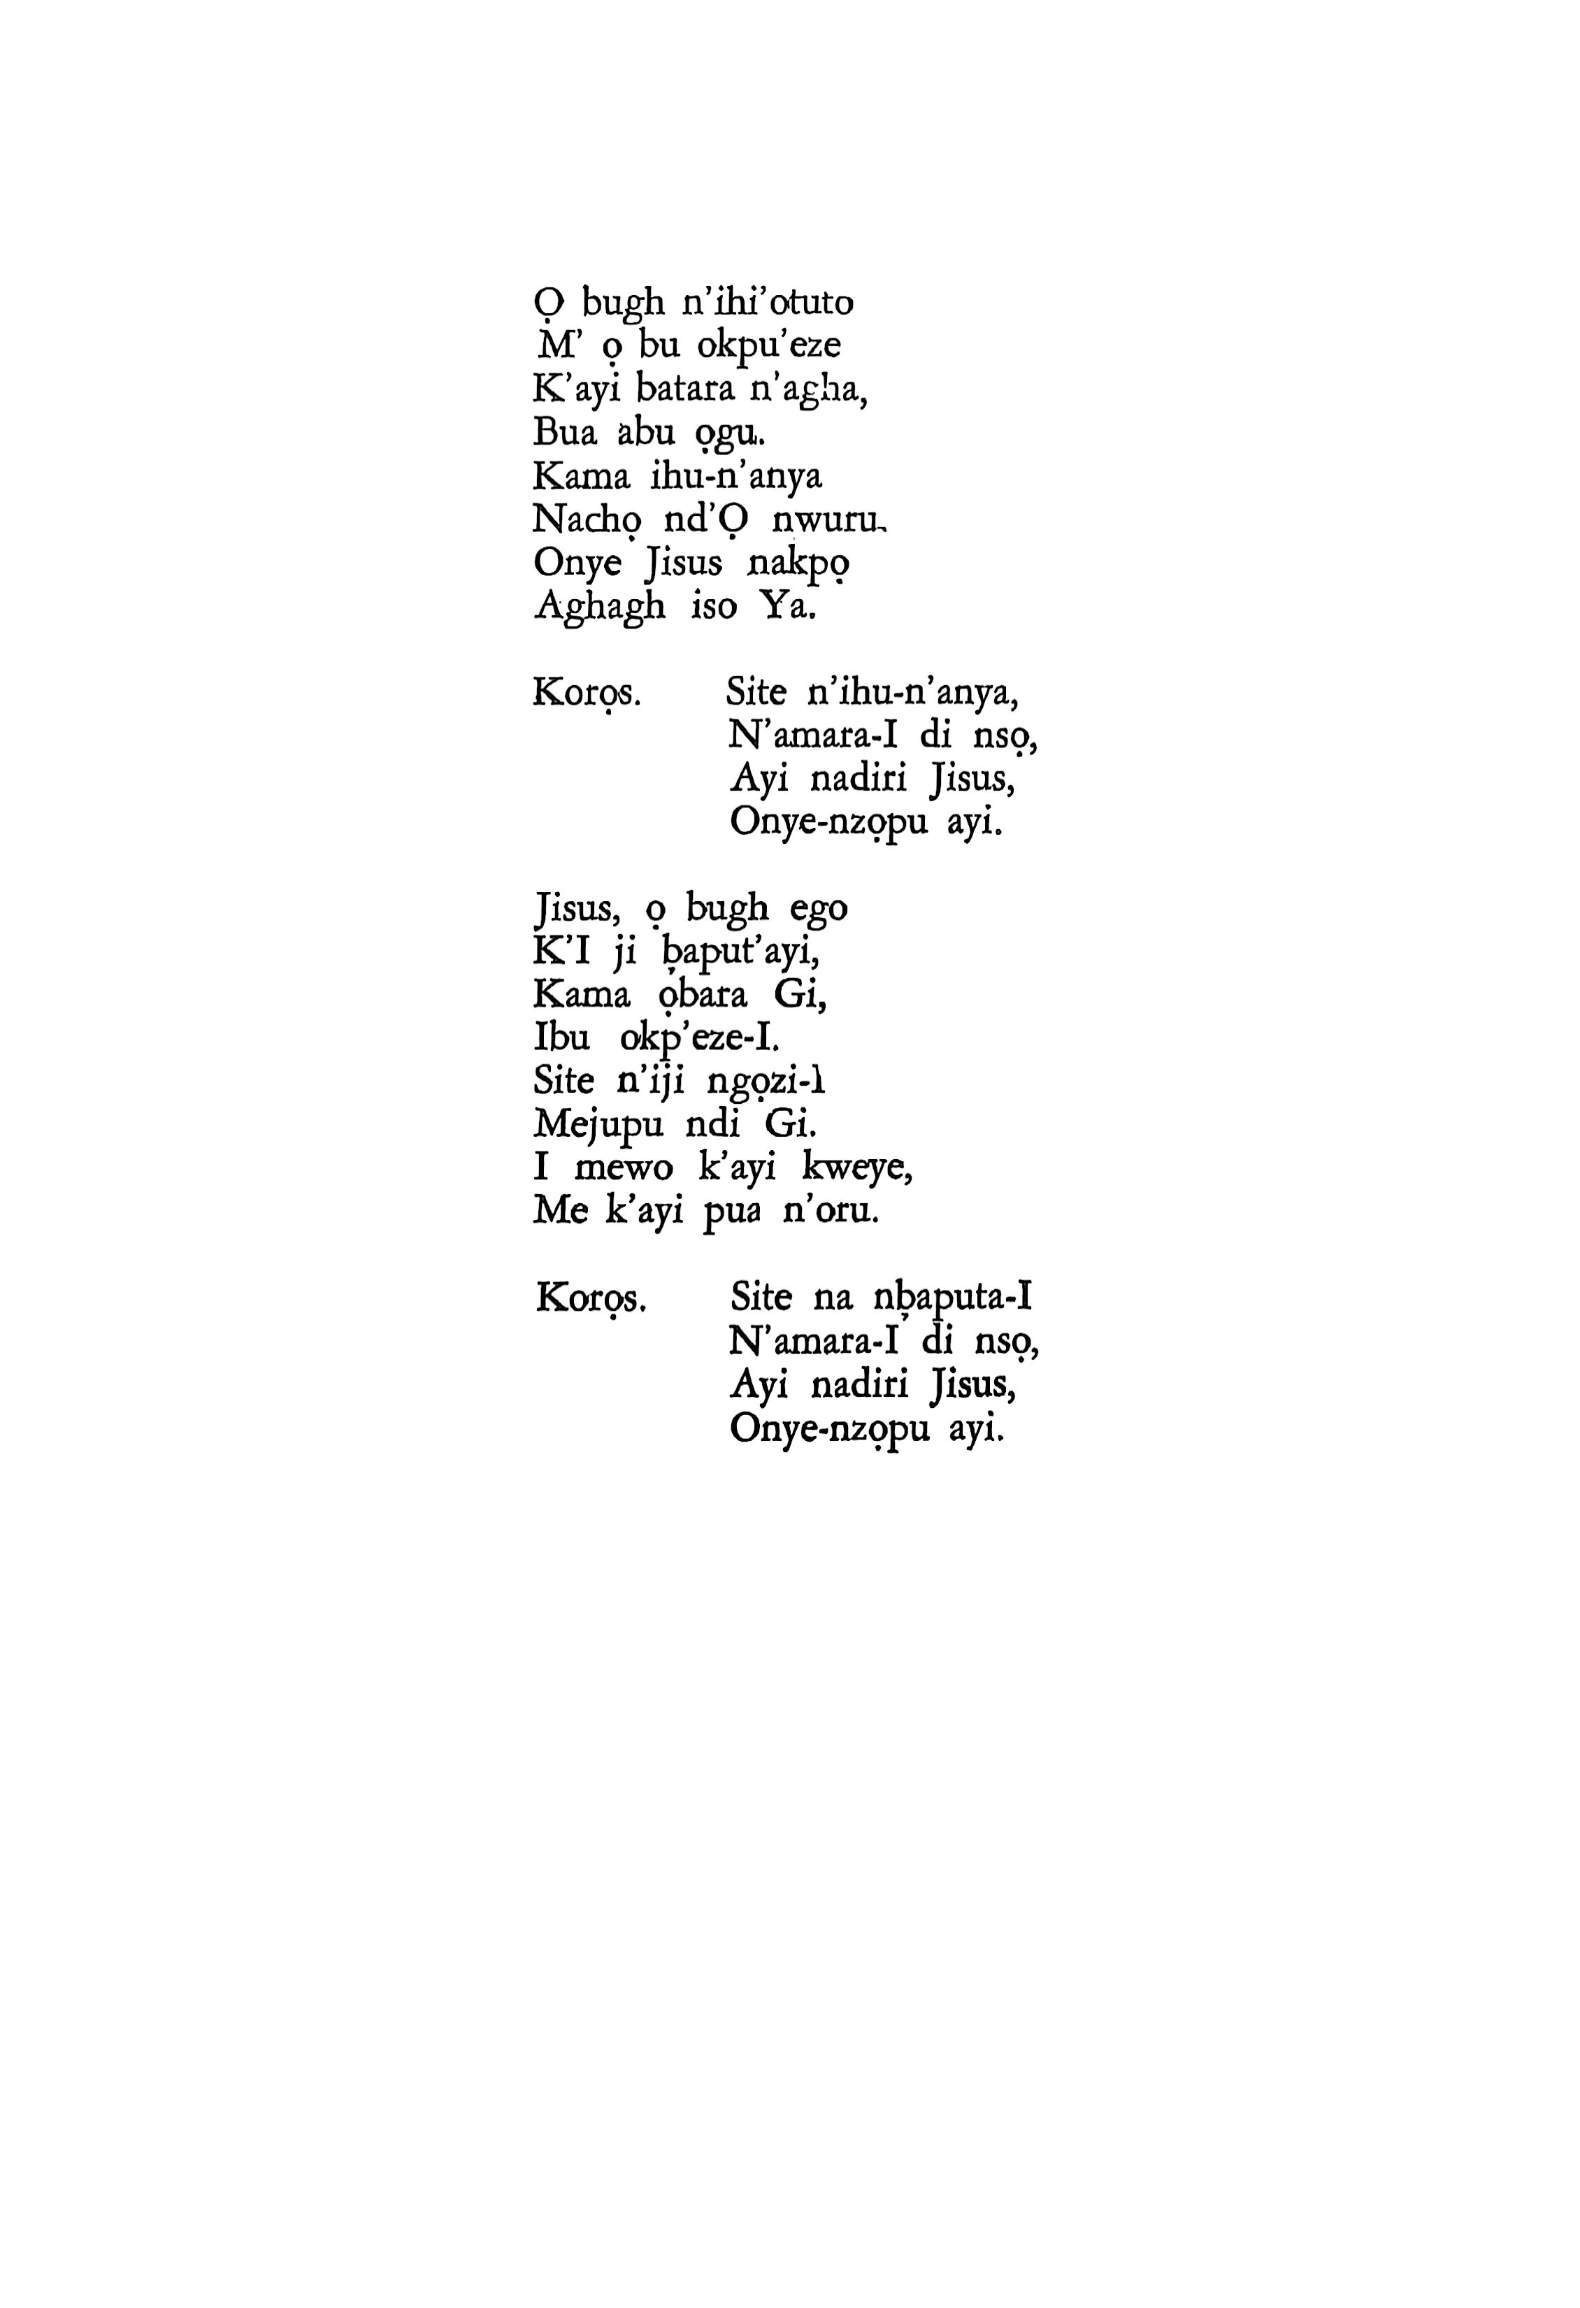 Ọ bugh n'ihi'otuto
M' ọ bu okpu'eze
K'ayi batara n'agha,
Bua abu ọgu.
Kama ihu-n'anya
Nachọ nd'Ọ nwuru.
Onye Jisus nakpọ
Aghagh iso Ya.
Korọs. Site n'ihu-n'anya,
N'amara-I di nsọ,
Ayi nadiri Jisus,
Onye-nzọpu ayi.
Jisus, ọ bugh ego
K'I ji ḅaput'ayi,
Kama ọbara Gi,
Ibu okp'eze-I.
Site n'iji ngọzi-I
Mejupu ndi Gi.
I mewo k'ayi kweye,
Me k'ayi pua n'oru.
Korọs. Site na nḅaputa-I
N'amara-I di nsọ,
Ayi nadiri Jisus,
Onye-nzọpu ayi.